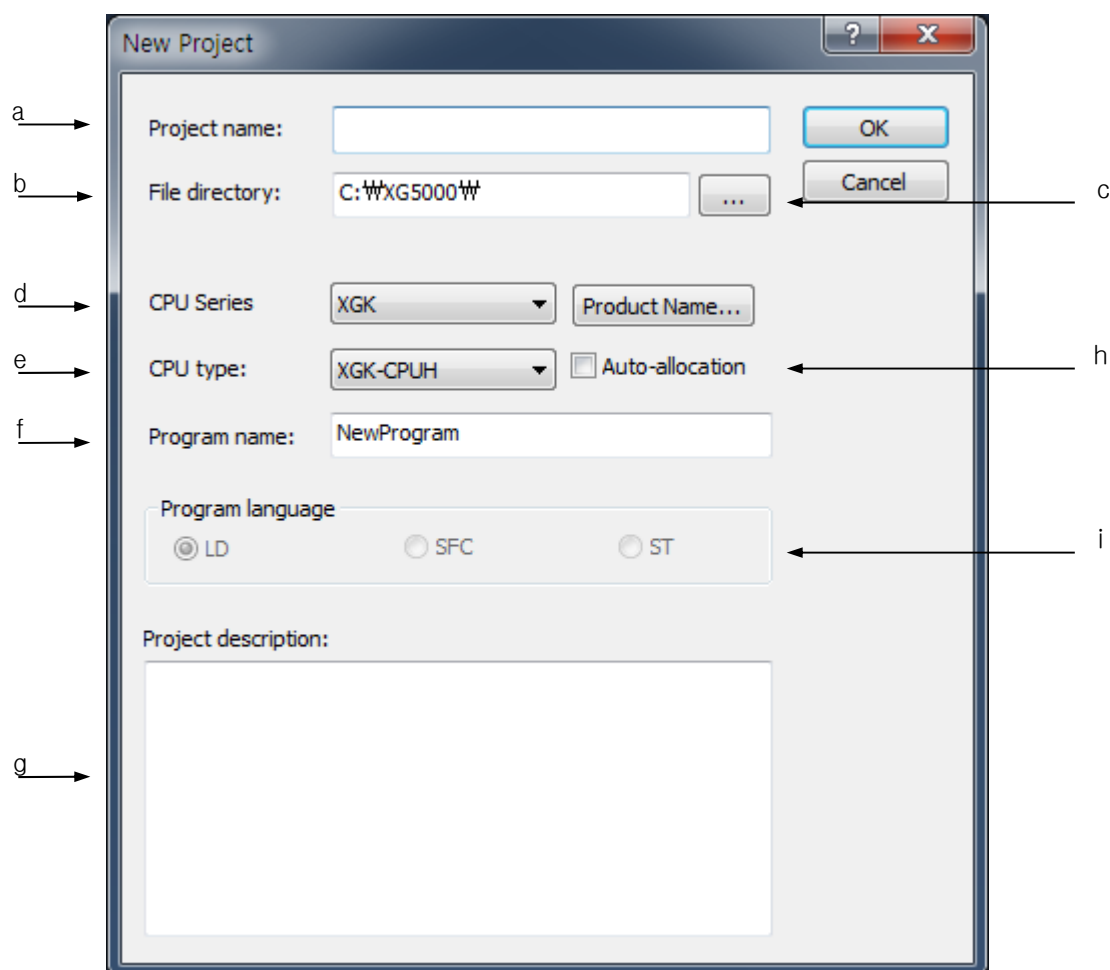 New Project
?
a
Project name:
OK
b
File directory:
C:₩XG5000₩
...
Cancel
c
d
CPU Series
XGK
Product Name...
e
CPU type:
XGK-CPUH
Auto-allocation
h
f
Program name:
NewProgram
Program language
LD
SFC
ST
i
Project description:
g